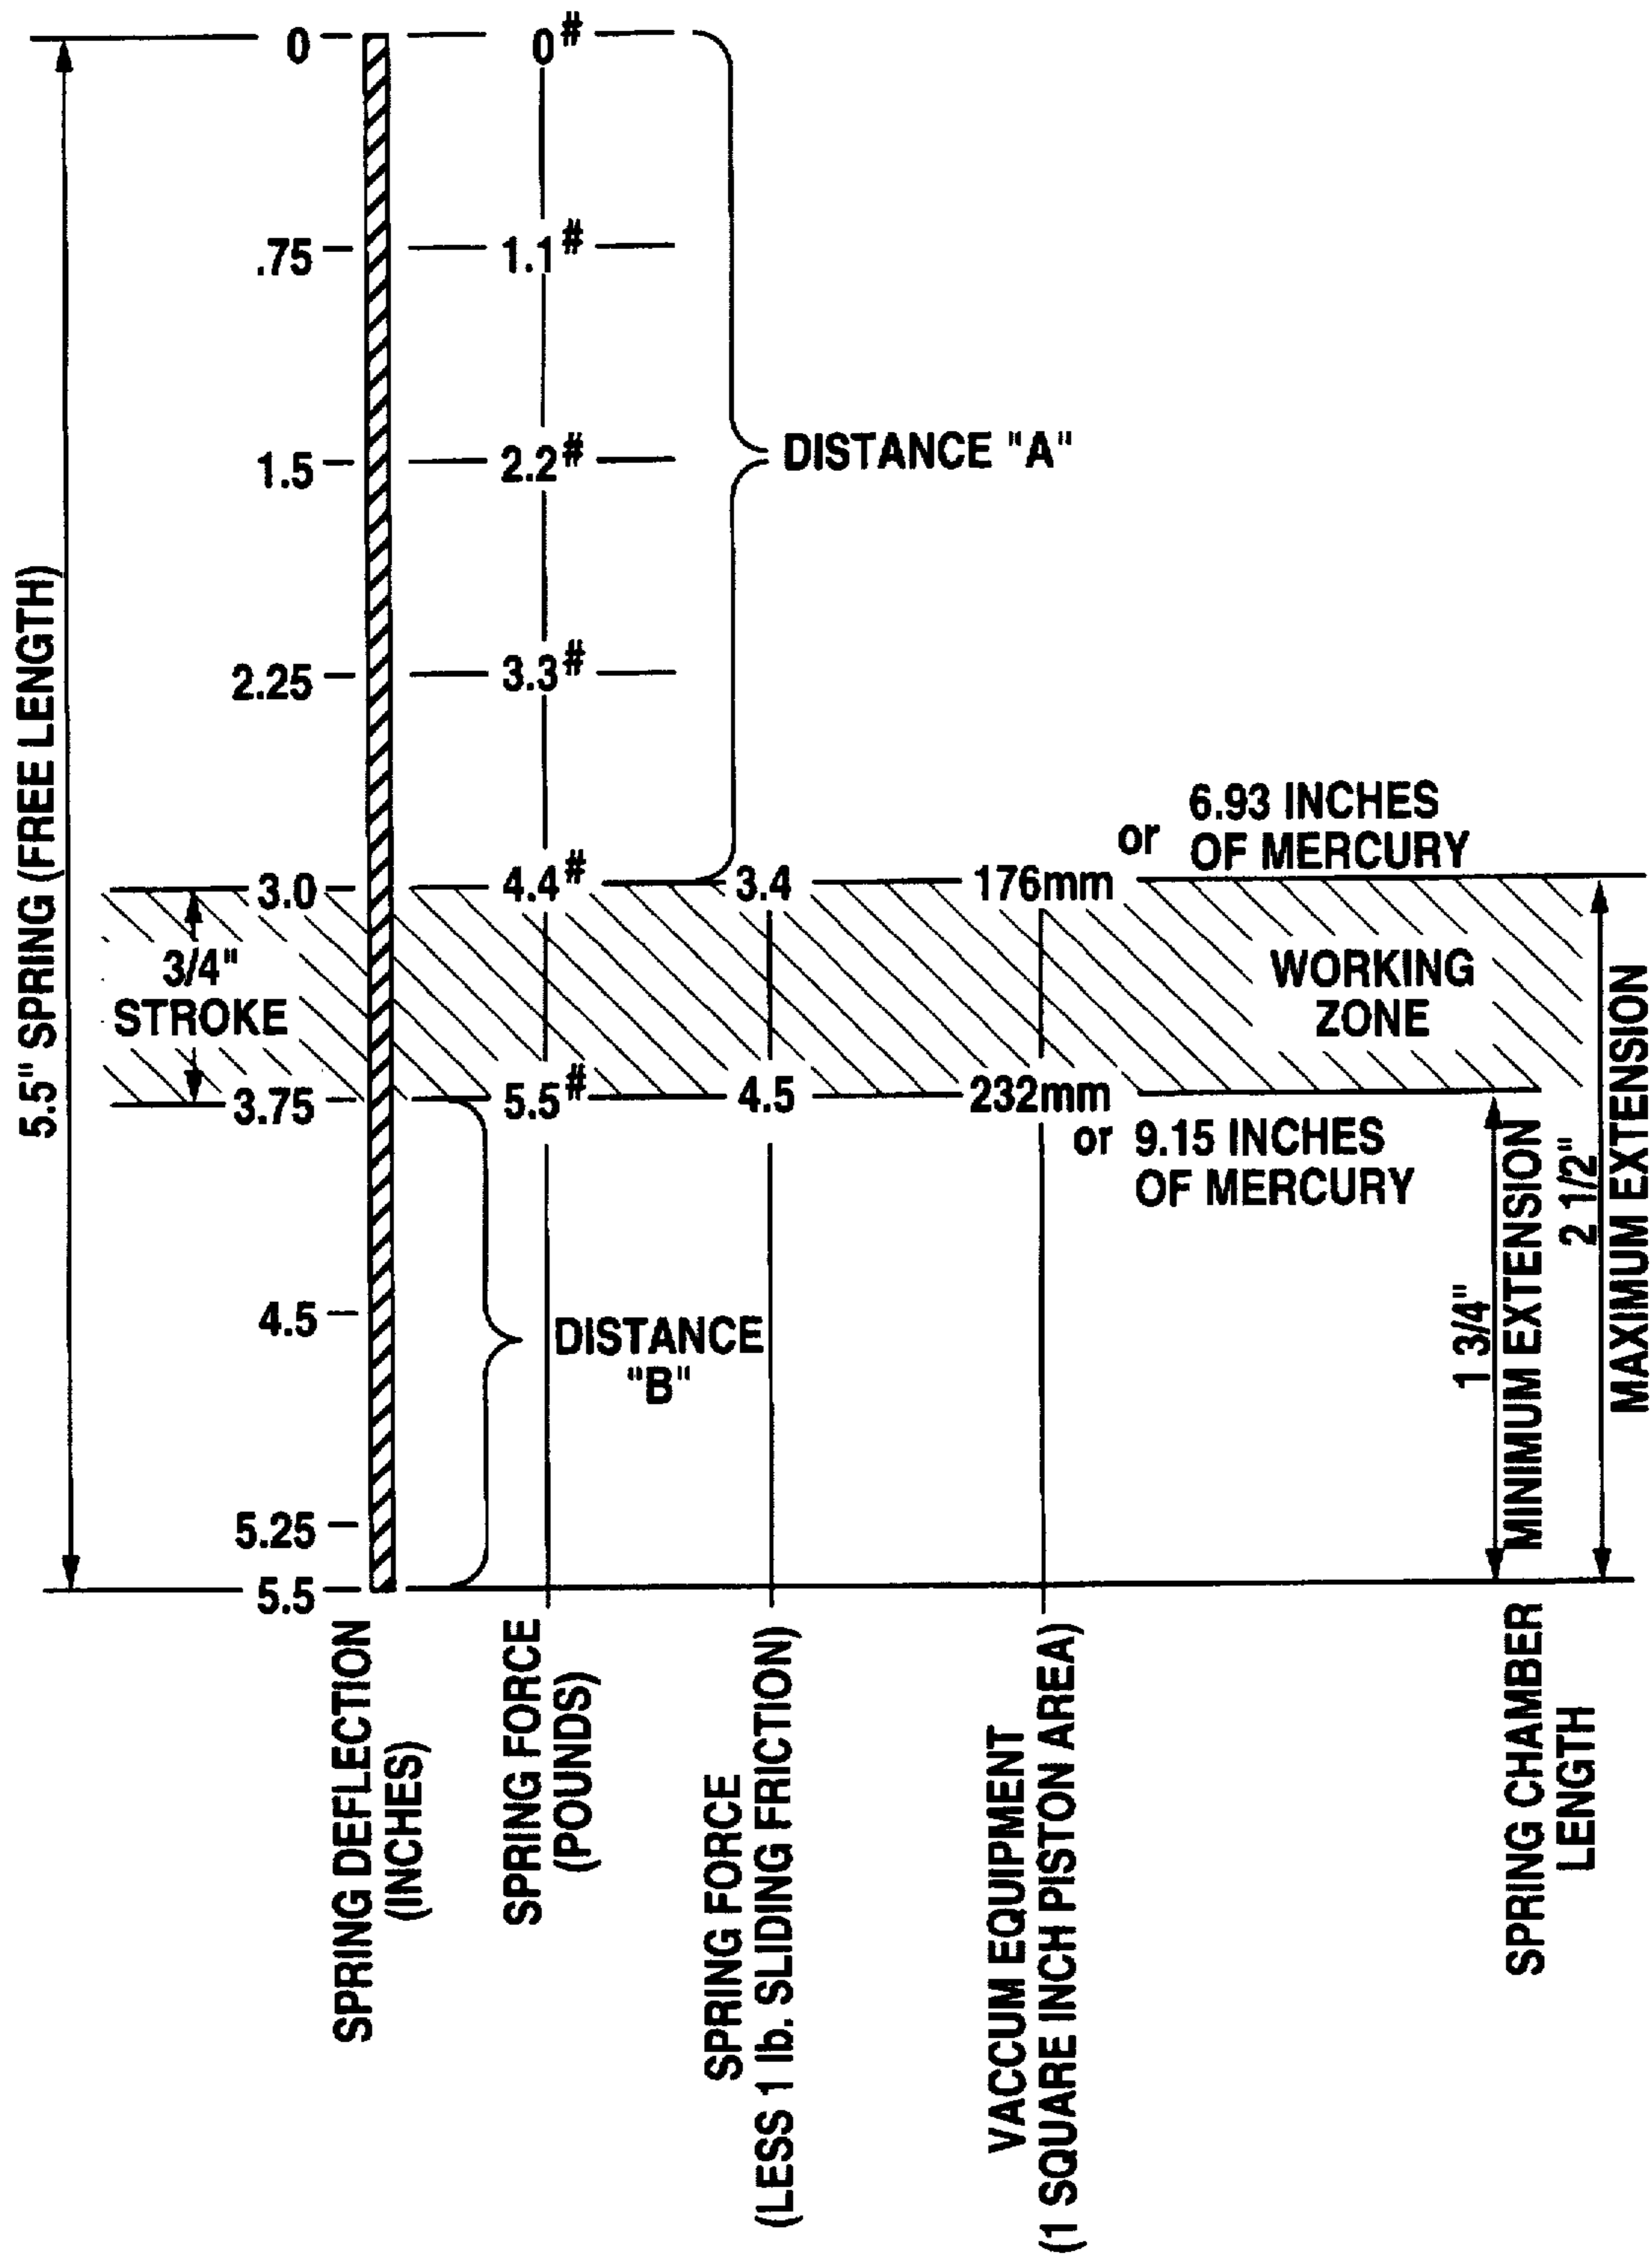 0
0#
.75
1.1#
1.5
2.2#
DISTANCE "A"
2.25
3.3#
5.5" SPRING (FREE LENGTH)
6.93 INCHES
or OF MERCURY
3.0
4.4#
3.4
176mm
3/4"
STROKE
WORKING
ZONE
3.75
5.5#
4.5
232mm
or 9.15 INCHES
OF MERCURY
4.5
DISTANCE
"B"
1 3/4"
MINIMUM EXTENSION
2 1/2"
MAXIMUM EXTENSION
5.25
5.5
SPRING DEFLECTION
(INCHES)
SPRING FORCE
(POUNDS)
SPRING FORCE
(LESS 1 lb. SLIDING FRICTION)
VACCUM EQUIPMENT
(1 SQUARE INCH PISTON AREA)
SPRING CHAMBER
LENGTH